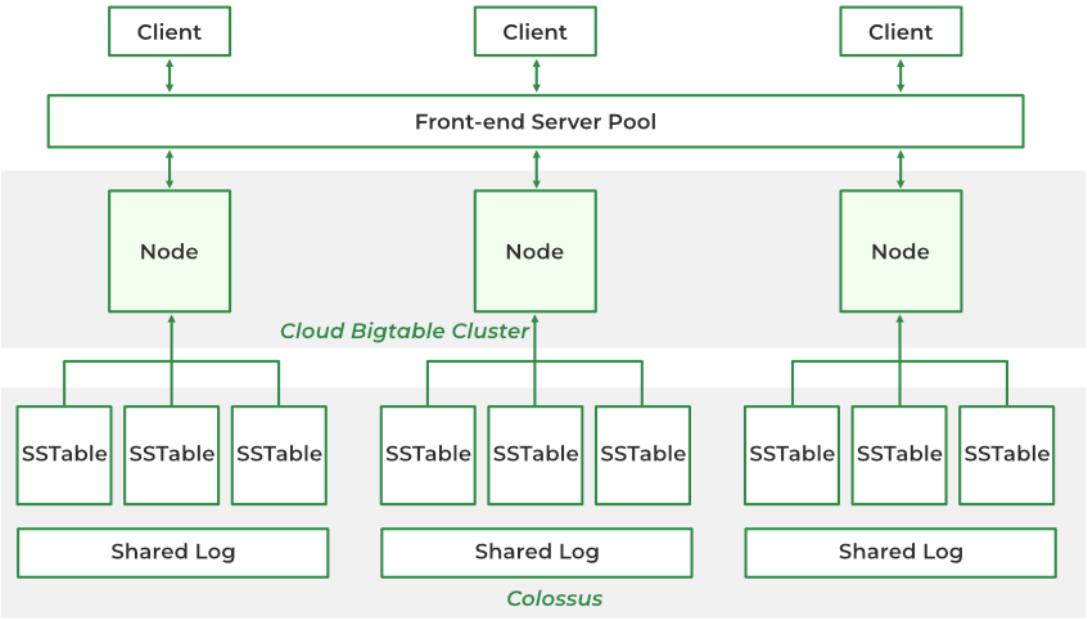 Client
Client
Client
Front-end Server Pool
Node
Node
Node
Cloud Bigtable Cluster
SSTable
SSTable
SSTable
SSTable
SSTable
SSTable
SSTable
SSTable
SSTable
Shared Log
Shared Log
Shared Log
Colossus